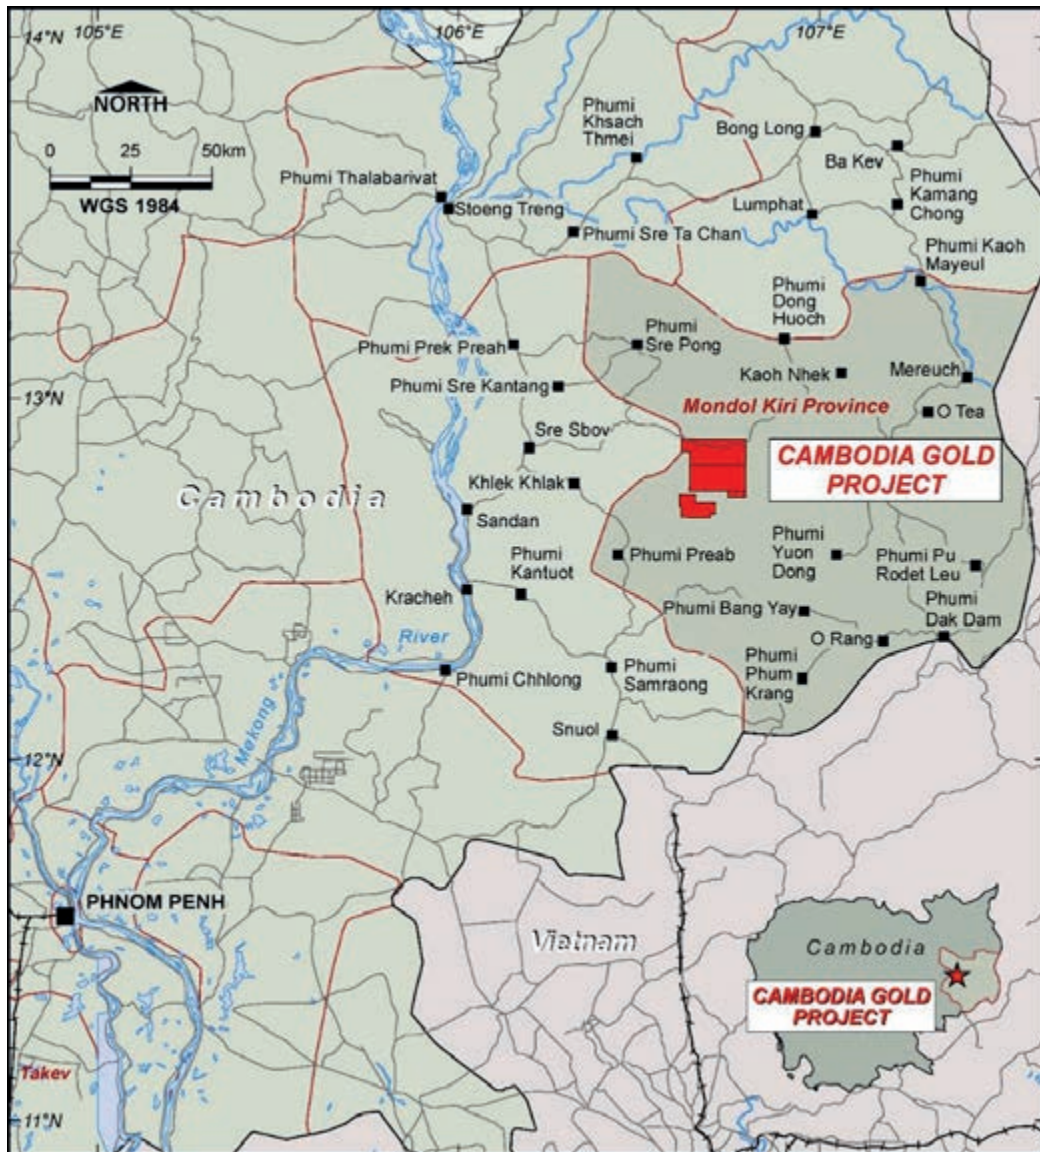 14°N
105°E
106°E
107°E
NORTH
0 25 50km
WGS 1984
Phumi
Khsach
Thmei
Bong Long
Ba Kev
Phumi
Kamang
Chong
Phumi Thalabarivat
Stoeng Treng
Lumphat
Phumi Sre Ta Chan
Phumi Kaoh
Mayeul
Phumi
Dong
Huoch
Phumi
Sre Pong
Phumi Prek Preah
Kaoh Nhek
Mereuch
Phumi Sre Kantang
13°N
Mondol Kiri Province
O Tea
Sre Sbov
CAMBODIA GOLD
PROJECT
Khlek Khlak
Cambodia
Sandan
Phumi
Kantuot
Phumi Preab
Phumi
Yuon
Dong
Phumi Pu
Rodet Leu
Kracheh
Phumi Bang Yay
Phumi
Dak Dam
River
O Rang
Phumi Chhlong
Phumi
Samraong
Phumi
Phum
Krang
Mekong
Snuol
12°N
PHNOM PENH
Vietnam
Cambodia
CAMBODIA GOLD
PROJECT
Takev
11°N